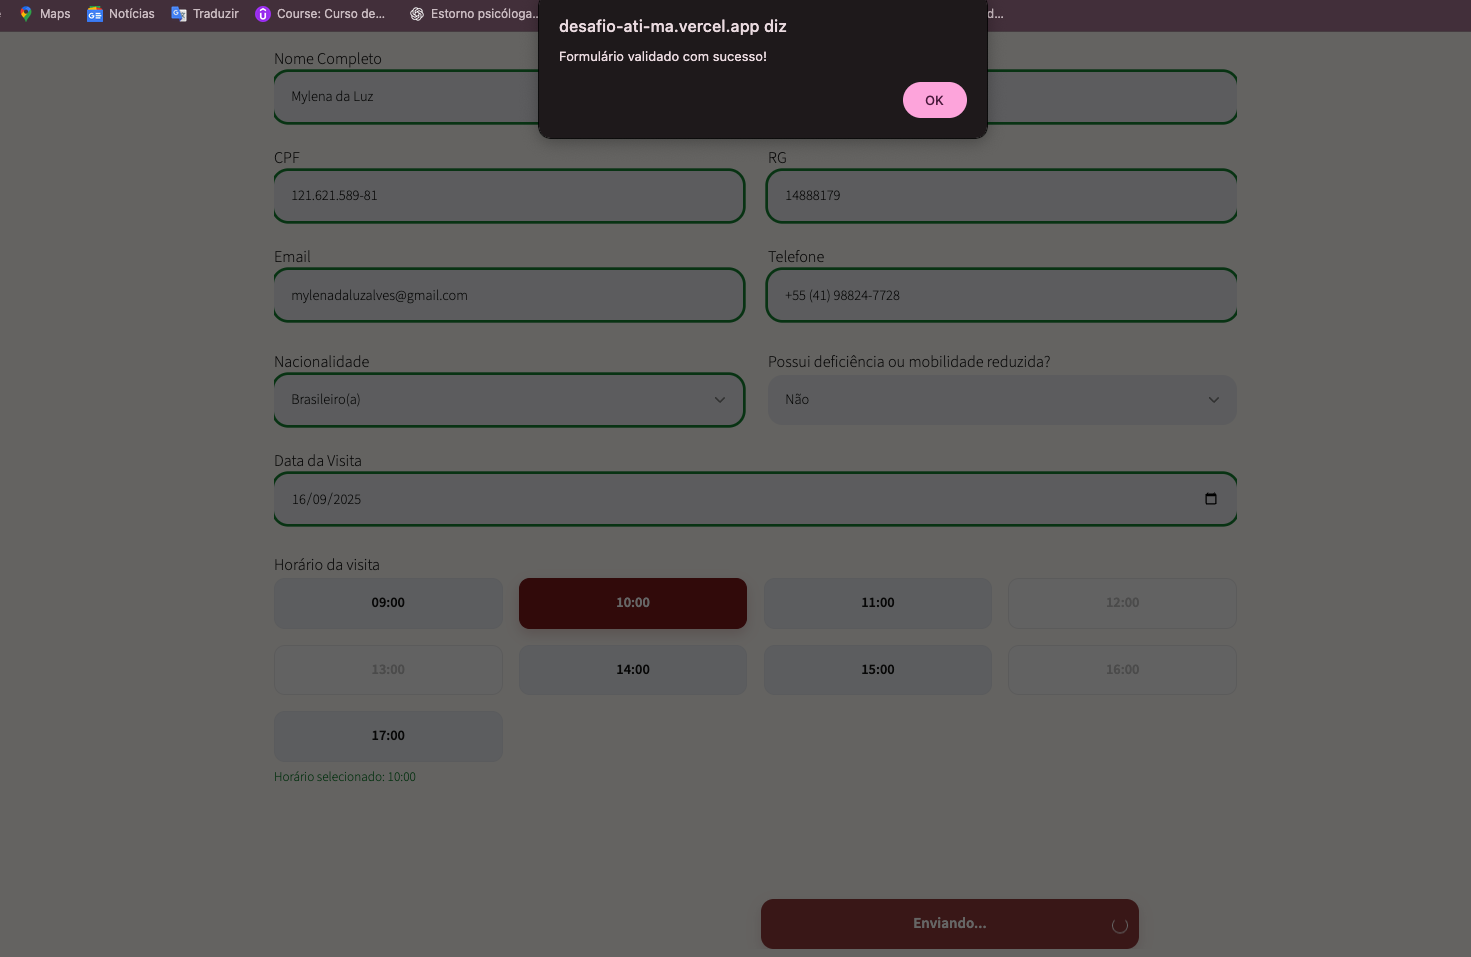 Maps
Notícias
Traduzir
Course: Curso de...
Estorno psicóloga...
d...
desafio-ati-ma.vercel.app diz
Formulário validado com sucesso!
OK
Nome Completo
Mylena da Luz
CPF
RG
121.621.589-81
14888179
Email
Telefone
mylenadaluzalves@gmail.com
+55 (41) 98824-7728
Nacionalidade
Possui deficiência ou mobilidade reduzida?
Brasileiro(a)
Não
Data da Visita
16/09/2025
Horário da visita
09:00
10:00
11:00
12:00
13:00
14:00
15:00
16:00
17:00
Horário selecionado: 10:00
Enviando...